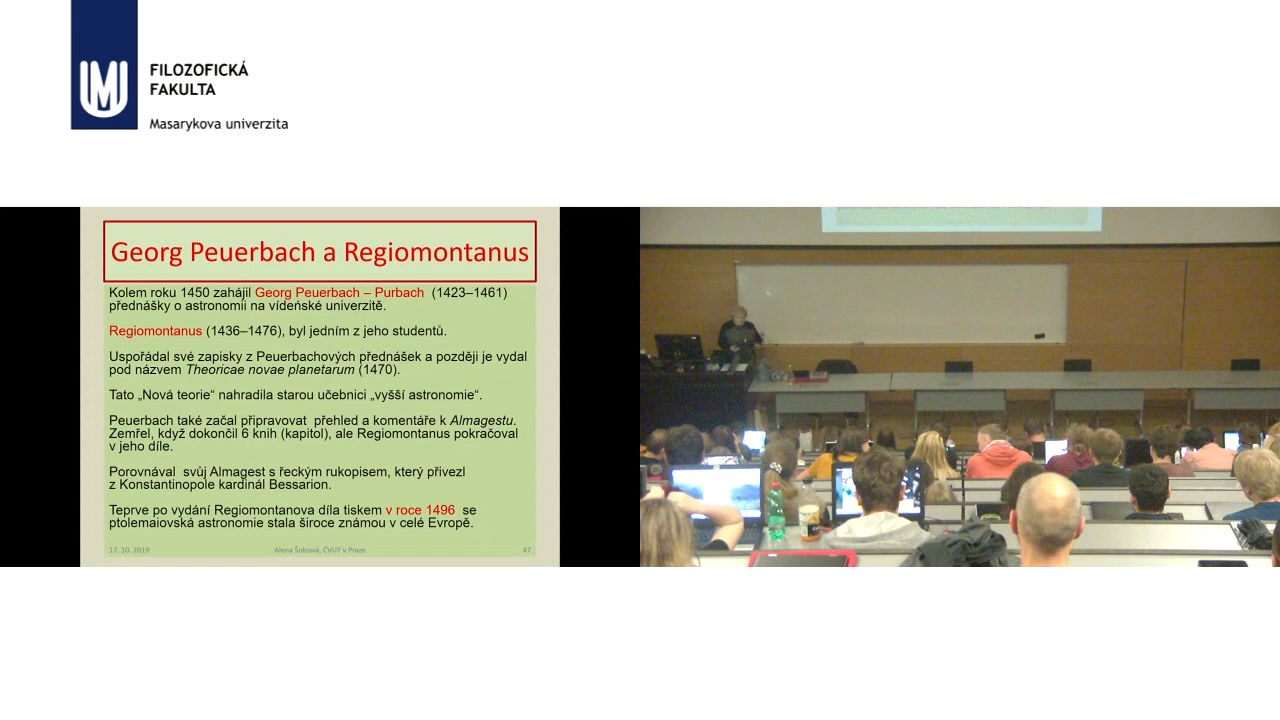 FILOZOFICKÁ
FAKULTA
Masarykova univerzita
Georg Peuerbach a Regiomontanus
Kolem roku 1450 zahájil Georg Peuerbach – Purbach (1423–1461)
přednášky o astronomii na vídeňské univerzitě.
Regiomontanus (1436–1476), byl jedním z jeho studentů.
Uspořádal své zapisky z Peuerbachových přednášek a později je vydal
pod názvem Theoricae novae planetarum (1470).
Tato „Nová teorie“ nahradila starou učebnici „vyšší astronomie“.
Peuerbach také začal připravovat přehled a komentáře k Almagestu.
Zemřel, když dokončil 6 knih (kapitol), ale Regiomontanus pokračoval
v jeho díle.
Porovnával svůj Almagest s řeckým rukopisem, který přivezl
z Konstantinopole kardinál Bessarion.
Teprve po vydání Regiomontanova díla tiskem v roce 1496 se
ptolemaiovská astronomie stala široce známou v celé Evropě.
17. 10. 2019 Alena Šolcová, ČVUT v Praze 47